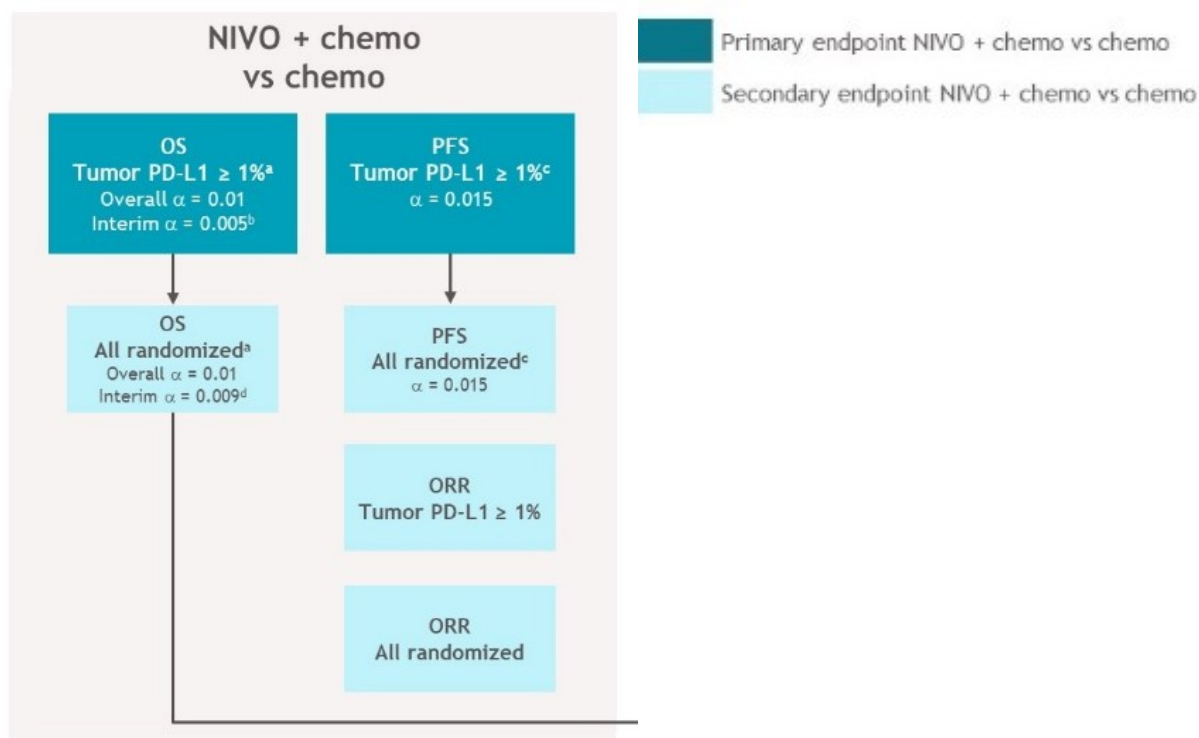 NIVO + chemo
vs chemo
OS
Tumor PD-L1 ≥ 1%ᵃ
Overall α = 0.01
Interim α = 0.005ᵇ
PFS
Tumor PD-L1 ≥ 1%ᶜ
α = 0.015
OS
All randomizedᵃ
Overall α = 0.01
Interim α = 0.009ᵈ
PFS
All randomizedᶜ
α = 0.015
ORR
Tumor PD-L1 ≥ 1%
ORR
All randomized
Primary endpoint NIVO + chemo vs chemo
Secondary endpoint NIVO + chemo vs chemo